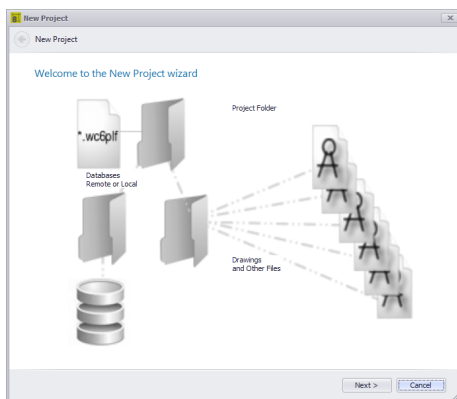 New Project
New Project
Welcome to the New Project wizard
*.wc6plf
Project Folder
Databases
Remote or Local
Drawings
and Other Files
Next >
Cancel